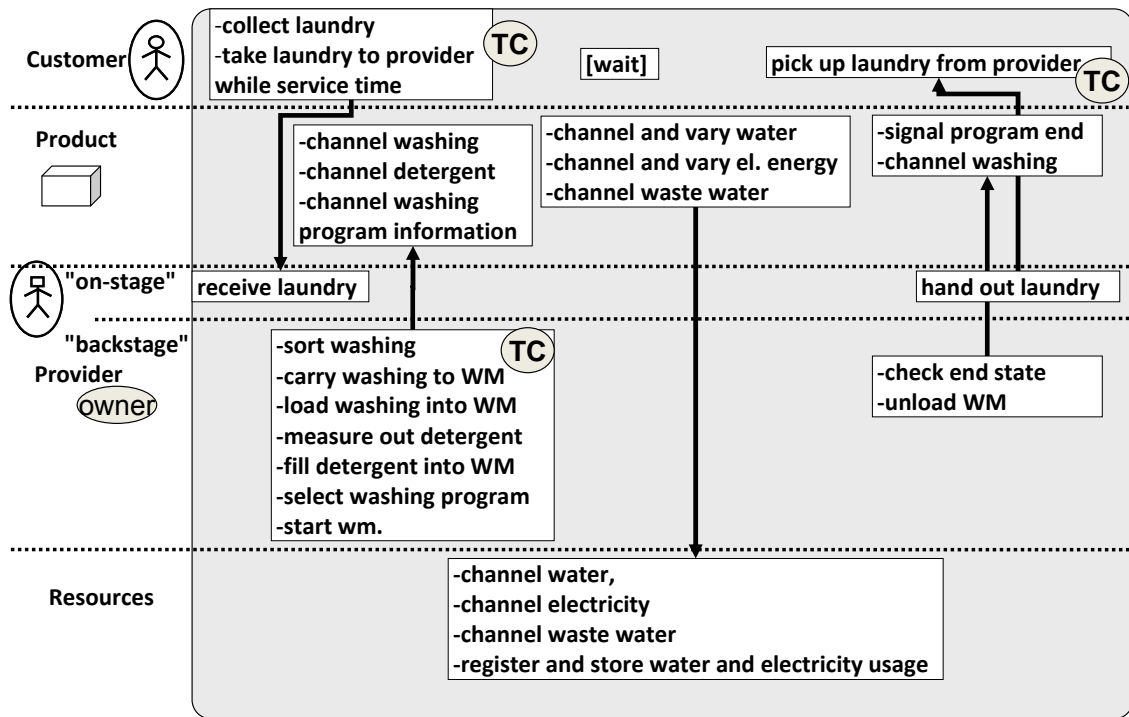 Customer
-collect laundry
-take laundry to provider
while service time
TC
[wait]
pick up laundry from provider
TC
Product
-channel washing
-channel detergent
-channel washing
program information
-channel and vary water
-channel and vary el. energy
-channel waste water
-signal program end
-channel washing
"on-stage"
receive laundry
hand out laundry
"backstage"
Provider
owner
-sort washing
-carry washing to WM
-load washing into WM
-measure out detergent
-fill detergent into WM
-select washing program
-start wm.
TC
-check end state
-unload WM
Resources
-channel water,
-channel electricity
-channel waste water
-register and store water and electricity usage